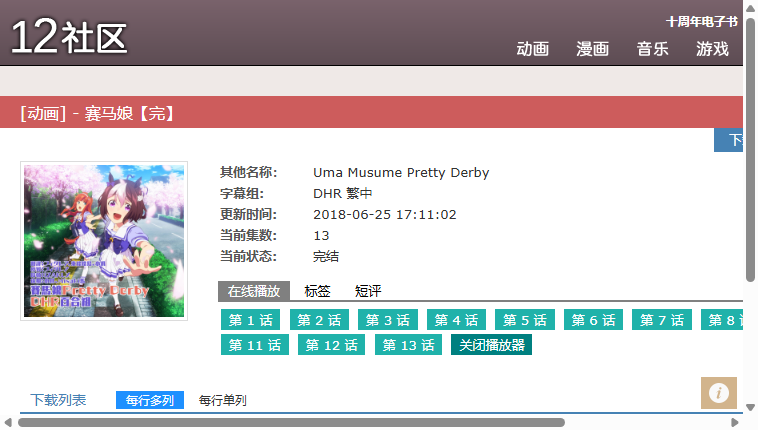 十周年电子书
12社区
动画 漫画 音乐 游戏
[动画] - 赛马娘【完】
其他名称: Uma Musume Pretty Derby
字幕组: DHR 繁中
更新时间: 2018-06-25 17:11:02
当前集数: 13
当前状态: 完结
Pretty Derby
在线播放 标签 短评
第 1 话 第 2 话 第 3 话 第 4 话 第 5 话 第 6 话 第 7 话 第 8
第 11 话 第 12 话 第 13 话 关闭播放器
下载列表 每行多列 每行单列
i